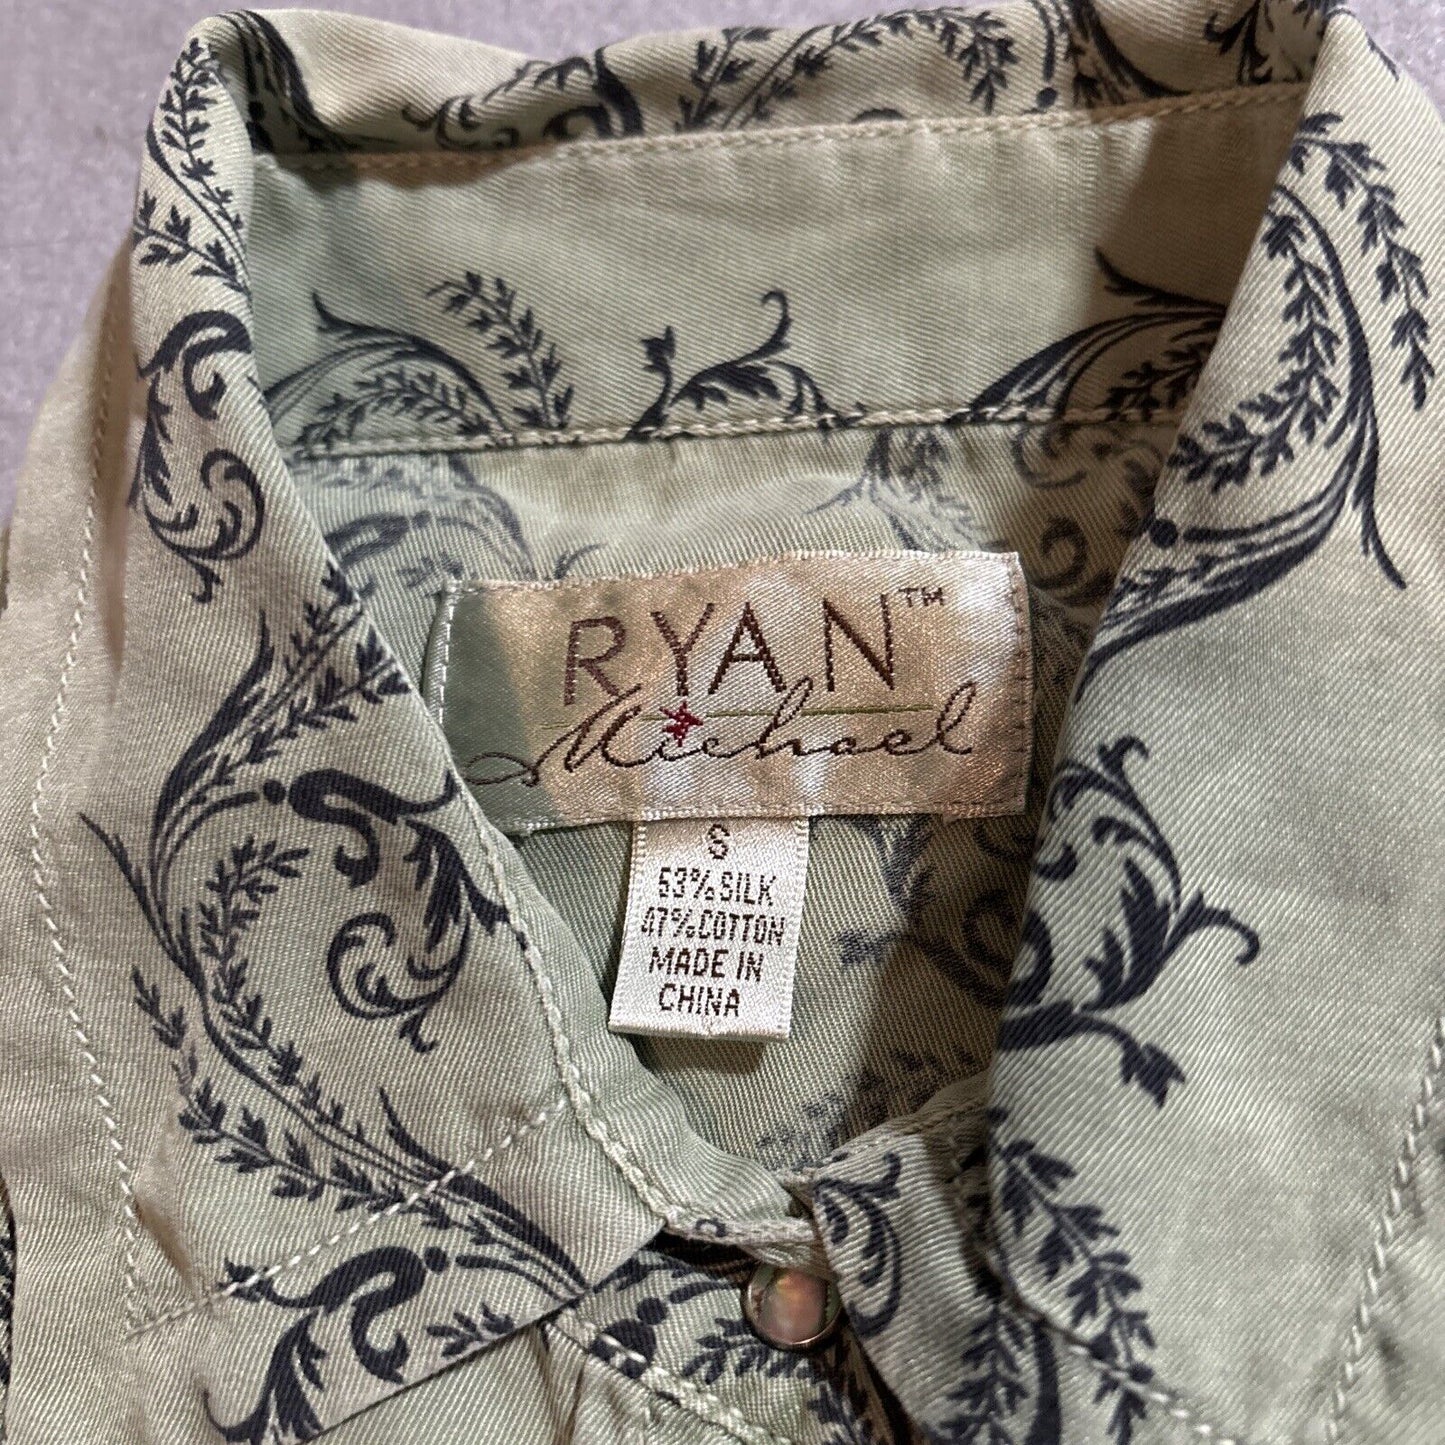 RYAN™
Michael
S
53% SILK
47% COTTON
MADE IN
CHINA